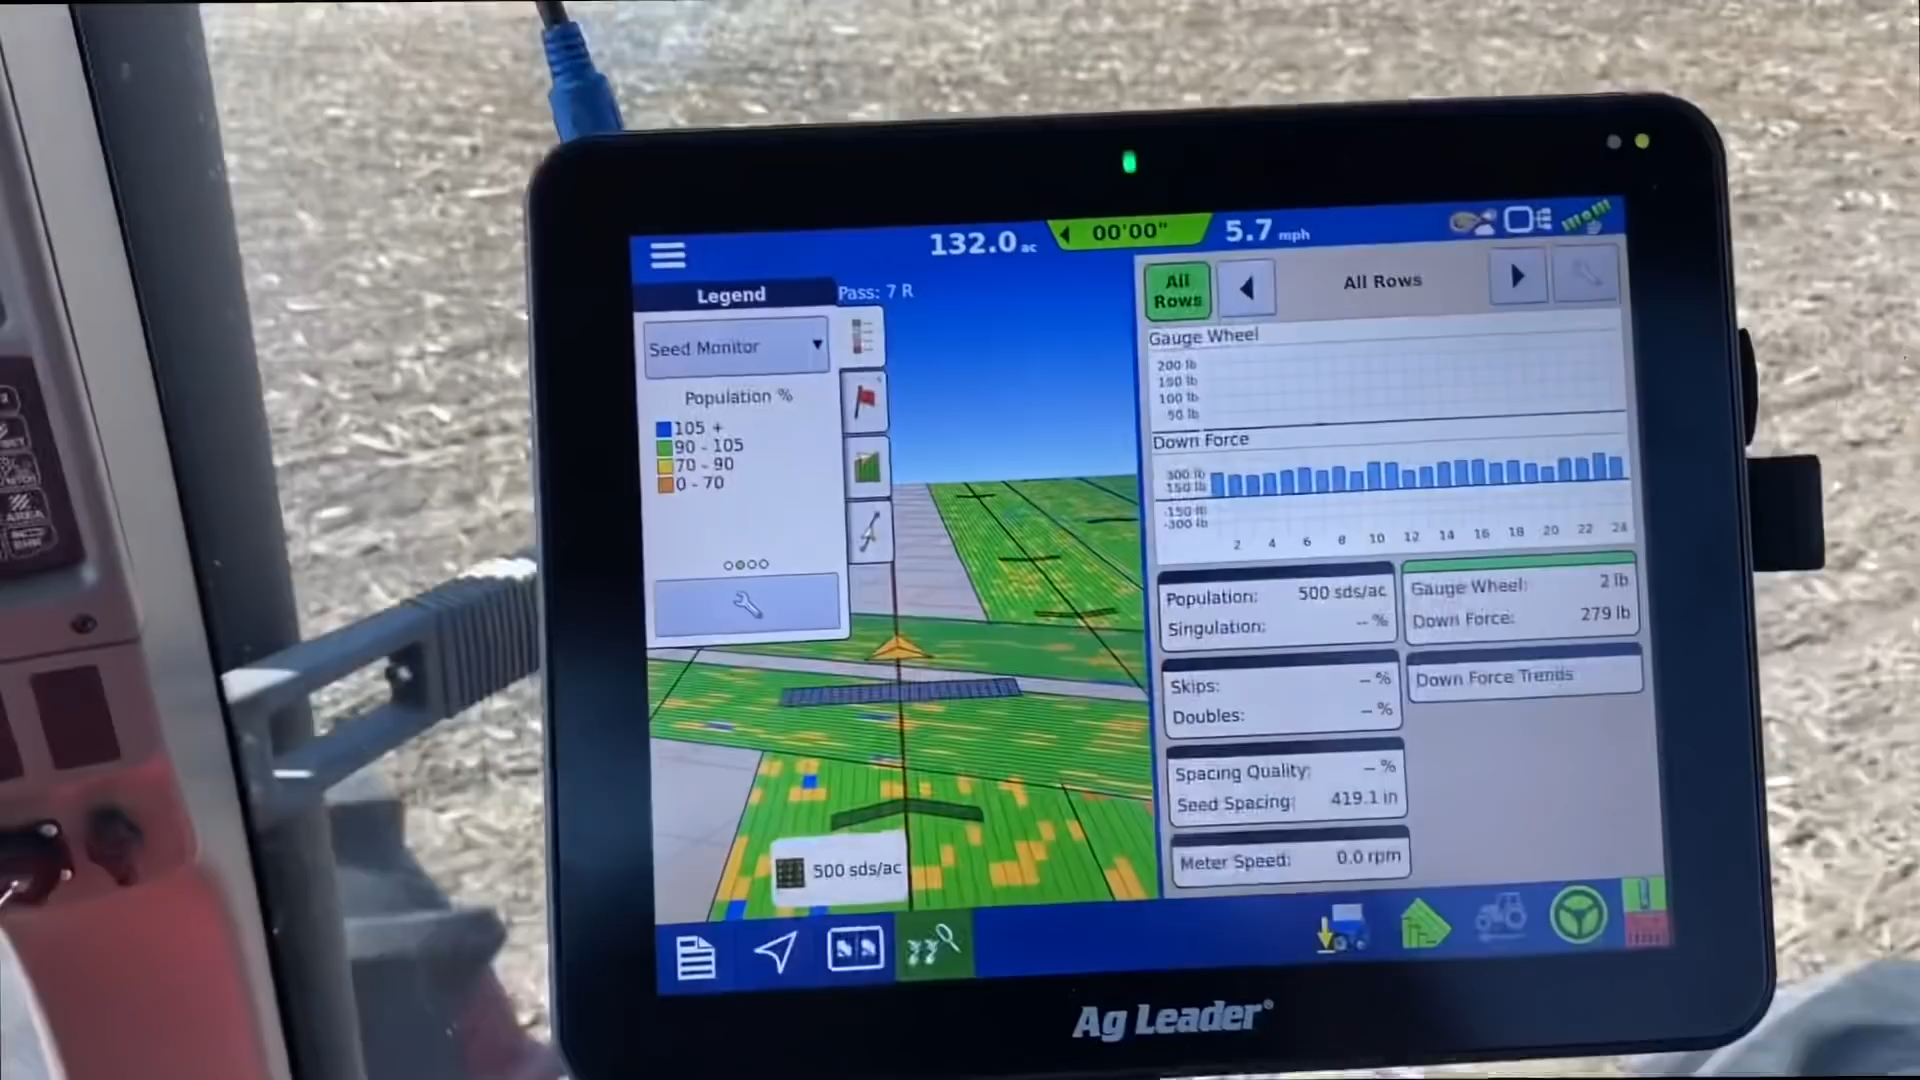 132.0 ac
00'00"
5.7 mph
Legend
Pass: 7 R
Seed Monitor
Population %
105 +
90 - 105
70 - 90
0 - 70
500 sds/ac
All Rows
All Rows
Gauge Wheel
200 lb
150 lb
100 lb
50 lb
Down Force
300 lb
150 lb
-150 lb
-300 lb
2 4 6 8 10 12 14 16 18 20 22 24
Population: 500 sds/ac
Singulation: -- %
Gauge Wheel: 2 lb
Down Force: 279 lb
Skips: -- %
Doubles: -- %
Down Force Trends
Spacing Quality: -- %
Seed Spacing: 419.1 in
Meter Speed: 0.0 rpm
Ag Leader®
AREA